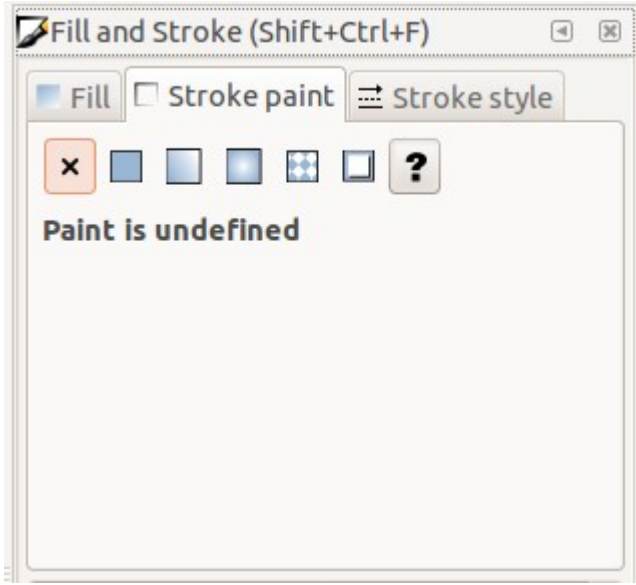 Fill and Stroke (Shift+Ctrl+F)
Fill Stroke paint Stroke style
?
Paint is undefined